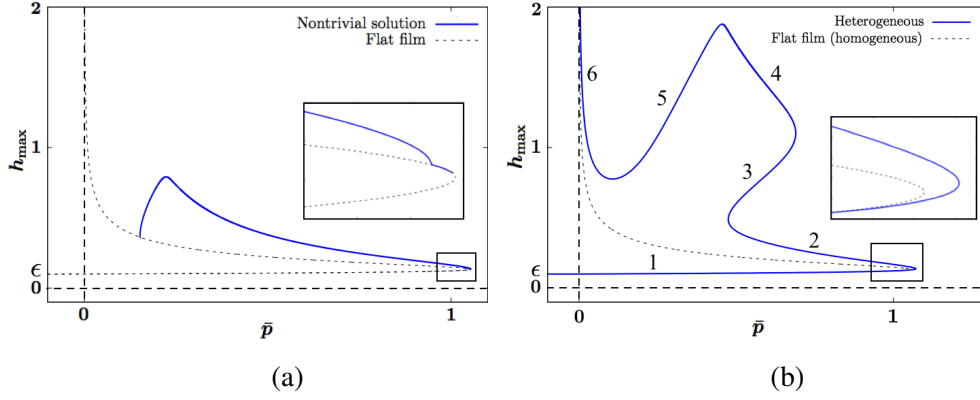 2
Nontrivial solution
Flat film
1
h_max
ϵ
0
0
1
p̄
(a)
2
Heterogeneous
Flat film (homogeneous)
6
5
4
3
2
1
1
h_max
ϵ
0
0
1
p̄
(b)